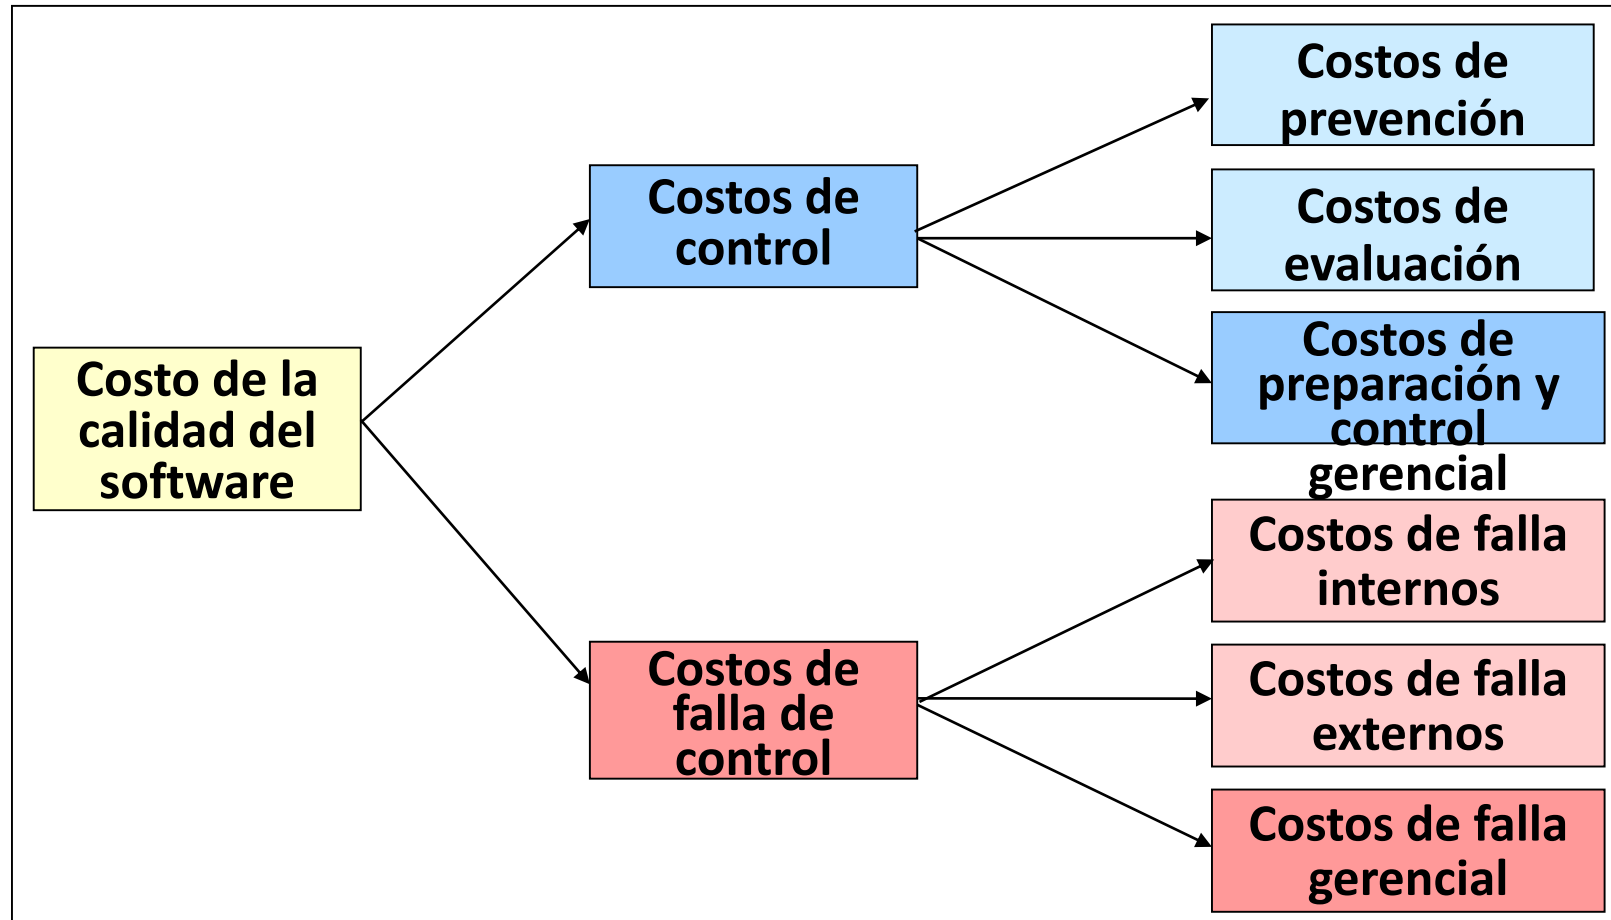 Costo de la
calidad del
software
Costos de
control
Costos de
falla de
control
Costos de
prevención
Costos de
evaluación
Costos de
preparación y
control
gerencial
Costos de falla
internos
Costos de falla
externos
Costos de falla
gerencial